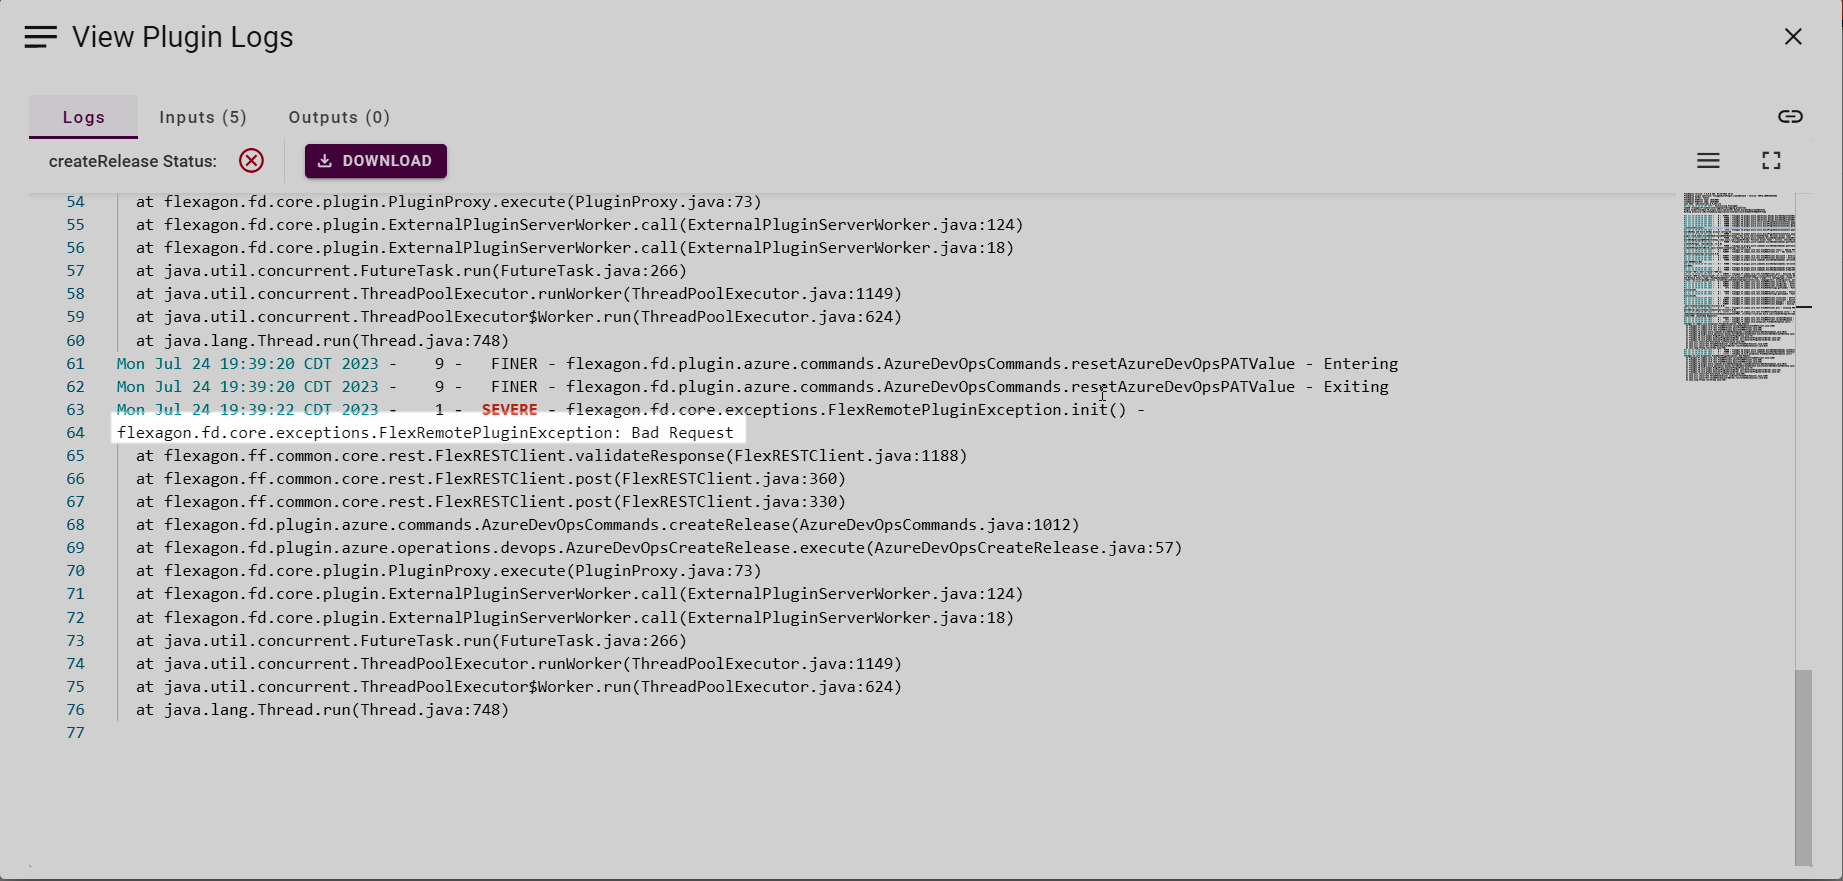 View Plugin Logs
Logs Inputs (5) Outputs (0)
createRelease Status: DOWNLOAD
54 at flexagon.fd.core.plugin.PluginProxy.execute(PluginProxy.java:73)
55 at flexagon.fd.core.plugin.ExternalPluginServerWorker.call(ExternalPluginServerWorker.java:124)
56 at flexagon.fd.core.plugin.ExternalPluginServerWorker.call(ExternalPluginServerWorker.java:18)
57 at java.util.concurrent.FutureTask.run(FutureTask.java:266)
58 at java.util.concurrent.ThreadPoolExecutor.runWorker(ThreadPoolExecutor.java:1149)
59 at java.util.concurrent.ThreadPoolExecutor$Worker.run(ThreadPoolExecutor.java:624)
60 at java.lang.Thread.run(Thread.java:748)
61 Mon Jul 24 19:39:20 CDT 2023 - 9 - FINER - flexagon.fd.plugin.azure.commands.AzureDevOpsCommands.resetAzureDevOpsPATValue - Entering
62 Mon Jul 24 19:39:20 CDT 2023 - 9 - FINER - flexagon.fd.plugin.azure.commands.AzureDevOpsCommands.resetAzureDevOpsPATValue - Exiting
63 Mon Jul 24 19:39:22 CDT 2023 - 1 - SEVERE - flexagon.fd.core.exceptions.FlexRemotePluginException.init() -
64 flexagon.fd.core.exceptions.FlexRemotePluginException: Bad Request
65 at flexagon.ff.common.core.rest.FlexRESTClient.validateResponse(FlexRESTClient.java:1188)
66 at flexagon.ff.common.core.rest.FlexRESTClient.post(FlexRESTClient.java:360)
67 at flexagon.ff.common.core.rest.FlexRESTClient.post(FlexRESTClient.java:330)
68 at flexagon.fd.plugin.azure.commands.AzureDevOpsCommands.createRelease(AzureDevOpsCommands.java:1012)
69 at flexagon.fd.plugin.azure.operations.devops.AzureDevOpsCreateRelease.execute(AzureDevOpsCreateRelease.java:57)
70 at flexagon.fd.core.plugin.PluginProxy.execute(PluginProxy.java:73)
71 at flexagon.fd.core.plugin.ExternalPluginServerWorker.call(ExternalPluginServerWorker.java:124)
72 at flexagon.fd.core.plugin.ExternalPluginServerWorker.call(ExternalPluginServerWorker.java:18)
73 at java.util.concurrent.FutureTask.run(FutureTask.java:266)
74 at java.util.concurrent.ThreadPoolExecutor.runWorker(ThreadPoolExecutor.java:1149)
75 at java.util.concurrent.ThreadPoolExecutor$Worker.run(ThreadPoolExecutor.java:624)
76 at java.lang.Thread.run(Thread.java:748)
77